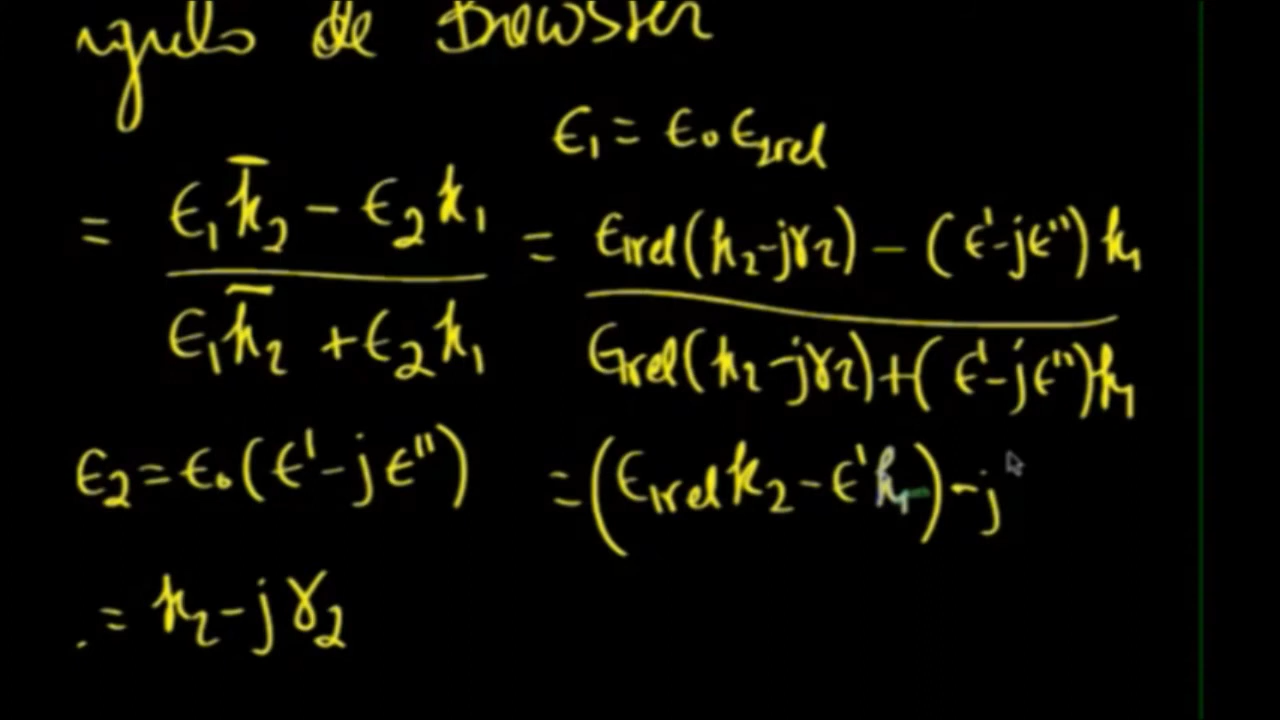 ngulo de Brewster
ϵ₁ = ϵ₀ ϵ₁rel
= (ϵ₁ k̄₂ − ϵ₂ k₁) / (ϵ₁ k̄₂ + ϵ₂ k₁) = (ϵ₁rel(k₂ − jγ₂) − (ϵ' − jϵ'') k₁) / (ϵ₁rel(k₂ − jγ₂) + (ϵ' − jϵ'') k₁)
ϵ₂ = ϵ₀(ϵ' − jϵ'')
= (ϵ₁rel k₂ − ϵ' k₁) − j
= k₂ − jγ₂